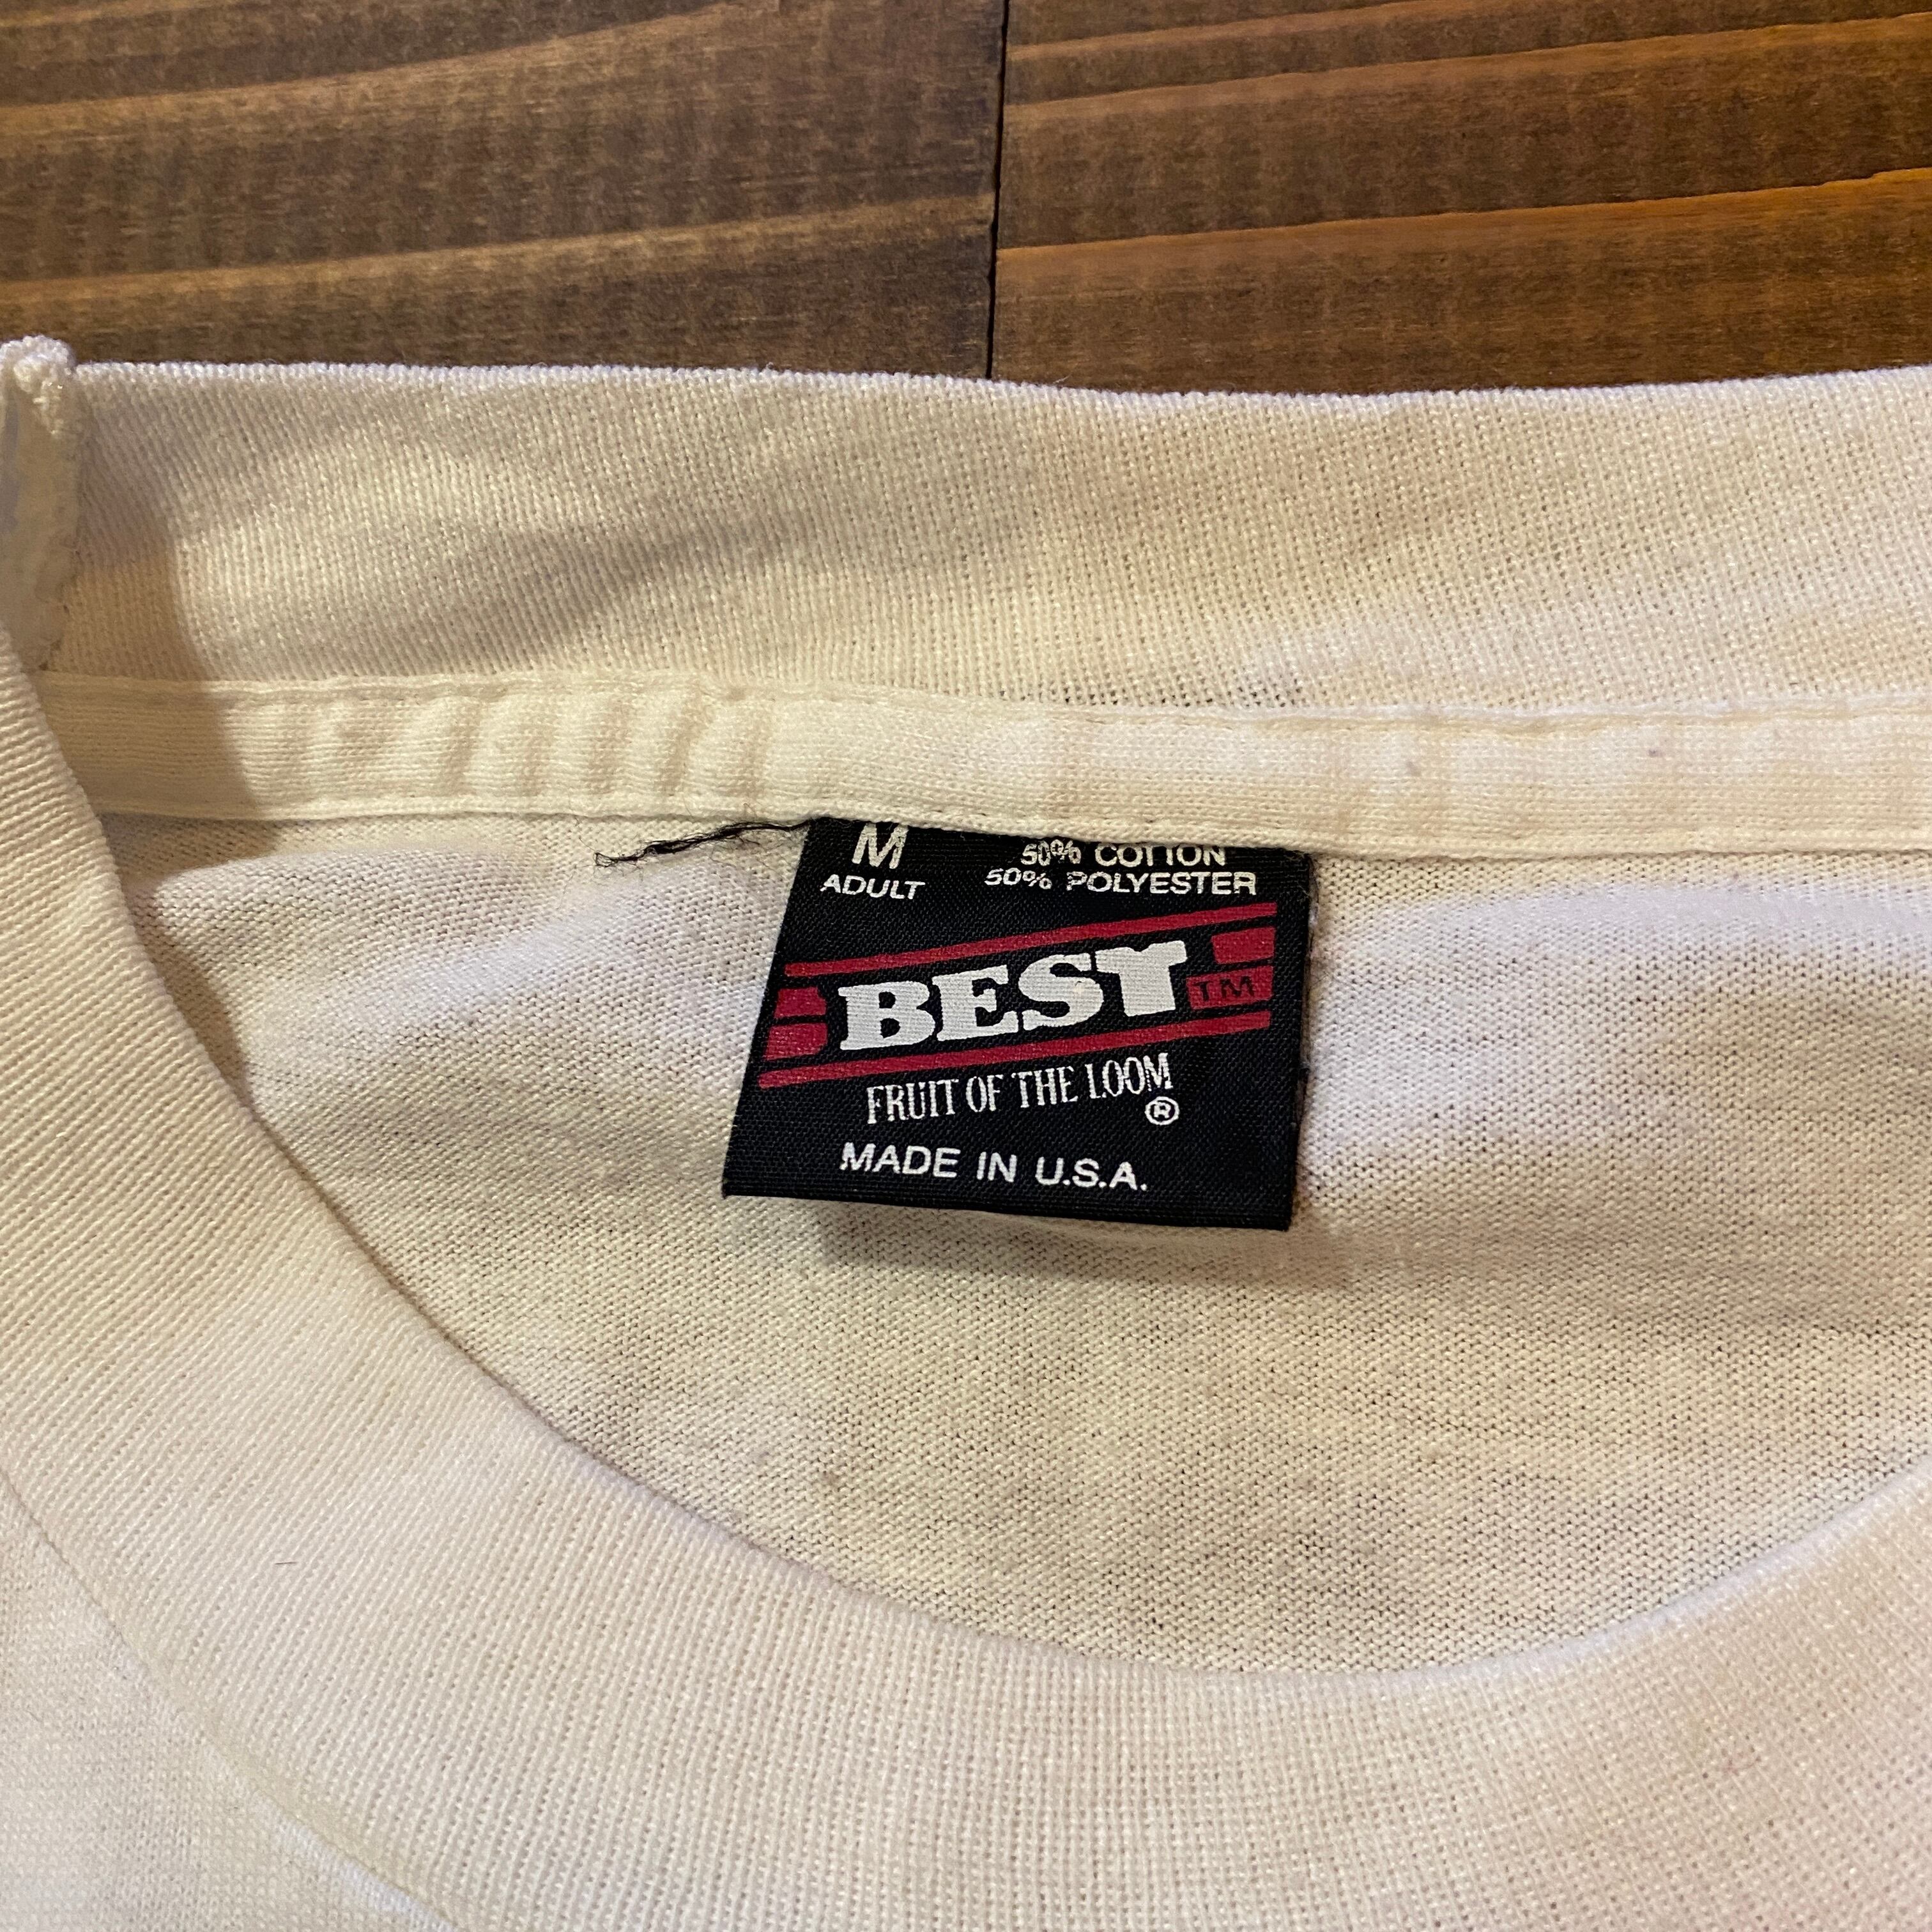 M
ADULT
50% COTTON
50% POLYESTER
BEST TM
FRUIT OF THE LOOM
®
MADE IN U.S.A.